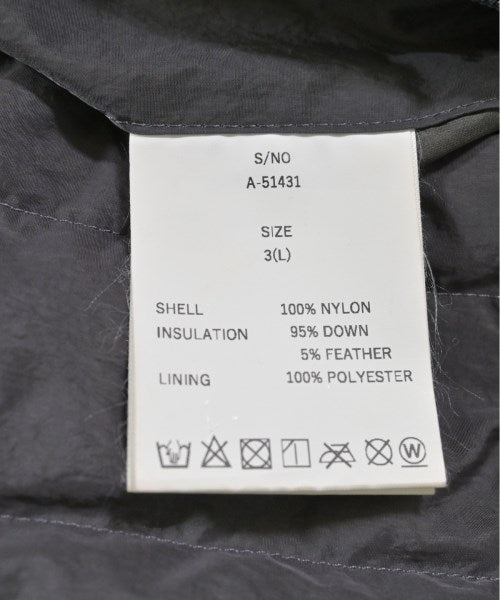 S/NO
A-51431
SIZE
3(L)
SHELL 100% NYLON
INSULATION 95% DOWN
5% FEATHER
LINING 100% POLYESTER
W